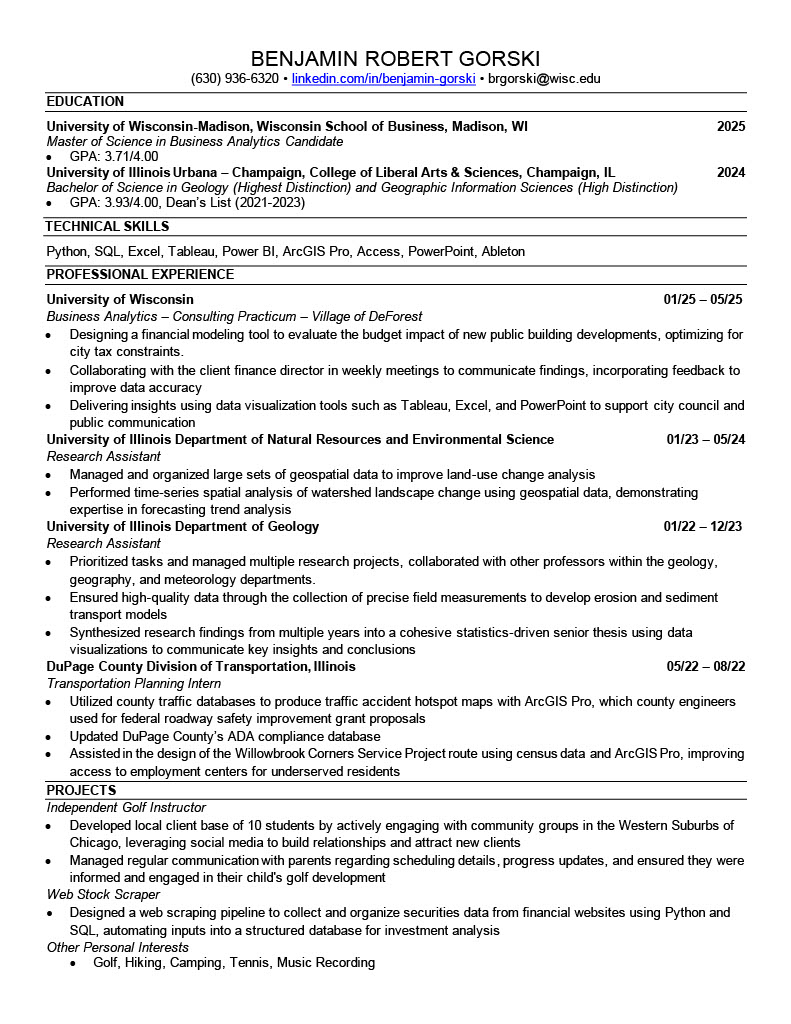 BENJAMIN ROBERT GORSKI
(630) 936-6320 • linkedin.com/in/benjamin-gorski • brgorski@wisc.edu
EDUCATION
University of Wisconsin-Madison, Wisconsin School of Business, Madison, WI 2025
Master of Science in Business Analytics Candidate
• GPA: 3.71/4.00
University of Illinois Urbana – Champaign, College of Liberal Arts & Sciences, Champaign, IL 2024
Bachelor of Science in Geology (Highest Distinction) and Geographic Information Sciences (High Distinction)
• GPA: 3.93/4.00, Dean’s List (2021-2023)
TECHNICAL SKILLS
Python, SQL, Excel, Tableau, Power BI, ArcGIS Pro, Access, PowerPoint, Ableton
PROFESSIONAL EXPERIENCE
University of Wisconsin 01/25 – 05/25
Business Analytics – Consulting Practicum – Village of DeForest
• Designing a financial modeling tool to evaluate the budget impact of new public building developments, optimizing for
city tax constraints.
• Collaborating with the client finance director in weekly meetings to communicate findings, incorporating feedback to
improve data accuracy
• Delivering insights using data visualization tools such as Tableau, Excel, and PowerPoint to support city council and
public communication
University of Illinois Department of Natural Resources and Environmental Science 01/23 – 05/24
Research Assistant
• Managed and organized large sets of geospatial data to improve land-use change analysis
• Performed time-series spatial analysis of watershed landscape change using geospatial data, demonstrating
expertise in forecasting trend analysis
University of Illinois Department of Geology 01/22 – 12/23
Research Assistant
• Prioritized tasks and managed multiple research projects, collaborated with other professors within the geology,
geography, and meteorology departments.
• Ensured high-quality data through the collection of precise field measurements to develop erosion and sediment
transport models
• Synthesized research findings from multiple years into a cohesive statistics-driven senior thesis using data
visualizations to communicate key insights and conclusions
DuPage County Division of Transportation, Illinois 05/22 – 08/22
Transportation Planning Intern
• Utilized county traffic databases to produce traffic accident hotspot maps with ArcGIS Pro, which county engineers
used for federal roadway safety improvement grant proposals
• Updated DuPage County’s ADA compliance database
• Assisted in the design of the Willowbrook Corners Service Project route using census data and ArcGIS Pro, improving
access to employment centers for underserved residents
PROJECTS
Independent Golf Instructor
• Developed local client base of 10 students by actively engaging with community groups in the Western Suburbs of
Chicago, leveraging social media to build relationships and attract new clients
• Managed regular communication with parents regarding scheduling details, progress updates, and ensured they were
informed and engaged in their child's golf development
Web Stock Scraper
• Designed a web scraping pipeline to collect and organize securities data from financial websites using Python and
SQL, automating inputs into a structured database for investment analysis
Other Personal Interests
• Golf, Hiking, Camping, Tennis, Music Recording